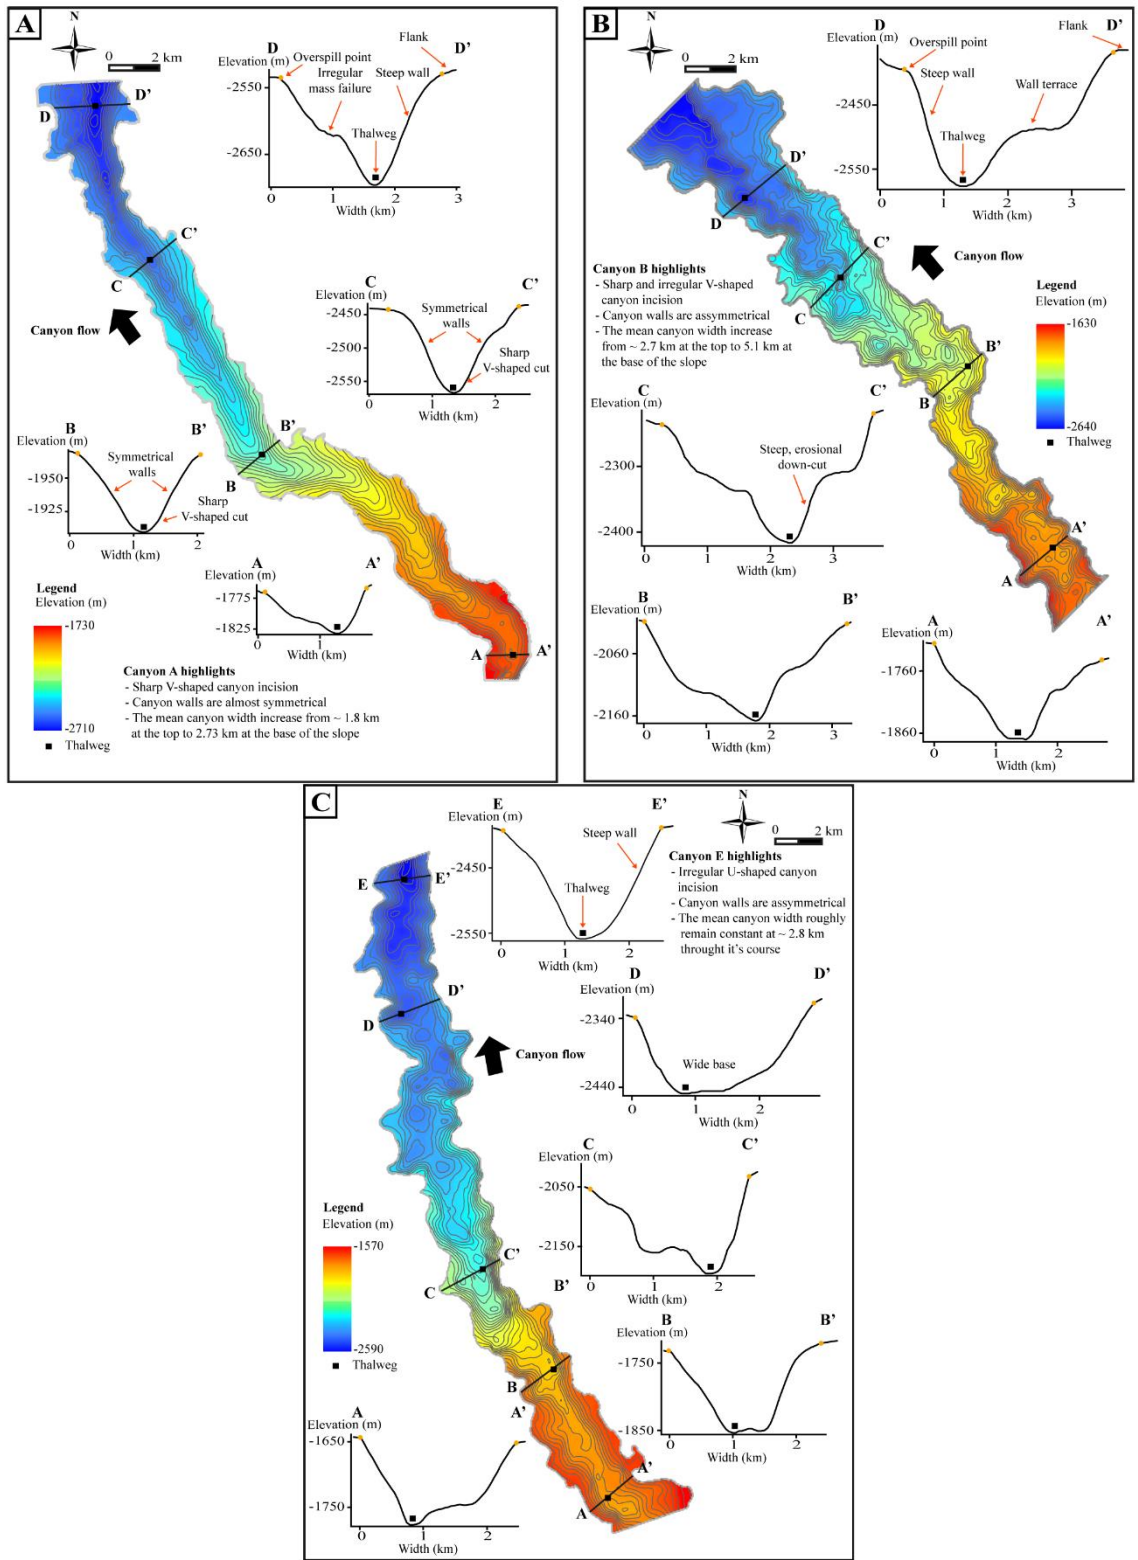 A
N
0 2 km
D D'
Elevation (m)
Overspill point
Flank
Irregular
mass failure
Steep wall
-2550
Thalweg
-2650
0 1 2 3
Width (km)
D D'
C'
C
Canyon flow
C C'
Elevation (m)
-2450
Symmetrical
walls
-2500
Sharp
V-shaped cut
-2550
0 1 2
Width (km)
B B'
Elevation (m)
Symmetrical
walls
-1950
Sharp
V-shaped cut
-1925
0 1 2
Width (km)
B'
B
A A'
Elevation (m)
-1775
-1825
0 1
Width (km)
Legend
Elevation (m)
-1730
-2710
Thalweg
A A'
Canyon A highlights
- Sharp V-shaped canyon incision
- Canyon walls are almost symmetrical
- The mean canyon width increase from ~ 1.8 km
at the top to 2.73 km at the base of the slope
B
N
0 2 km
D D'
Elevation (m)
Overspill point
Flank
Steep wall
Wall terrace
-2450
Thalweg
-2550
0 1 2 3
Width (km)
D'
D
C'
C
Canyon flow
Canyon B highlights
- Sharp and irregular V-shaped
canyon incision
- Canyon walls are assymetrical
- The mean canyon width increase
from ~ 2.7 km at the top to 5.1 km at
the base of the slope
Legend
Elevation (m)
-1630
-2640
Thalweg
B'
B
C C'
Elevation (m)
-2300
Steep, erosional
down-cut
-2400
0 1 2 3
Width (km)
A'
A
B B'
Elevation (m)
-2060
-2160
0 1 2 3
Width (km)
A A'
Elevation (m)
-1760
-1860
0 1 2
Width (km)
C
E E'
Elevation (m)
Steep wall
-2450
Thalweg
-2550
0 1 2
Width (km)
N
0 2 km
Canyon E highlights
- Irregular U-shaped canyon
incision
- Canyon walls are assymetrical
- The mean canyon width roughly
remain constant at ~ 2.8 km
throught it's course
E E'
D'
D
Canyon flow
D D'
Elevation (m)
-2340
Wide base
-2440
0 1 2
Width (km)
C C'
Elevation (m)
-2050
-2150
0 1 2
Width (km)
Legend
Elevation (m)
-1570
-2590
Thalweg
C'
C
B'
B
B B'
Elevation (m)
-1750
-1850
0 1 2
Width (km)
A A'
Elevation (m)
-1650
-1750
0 1 2
Width (km)
A'
A